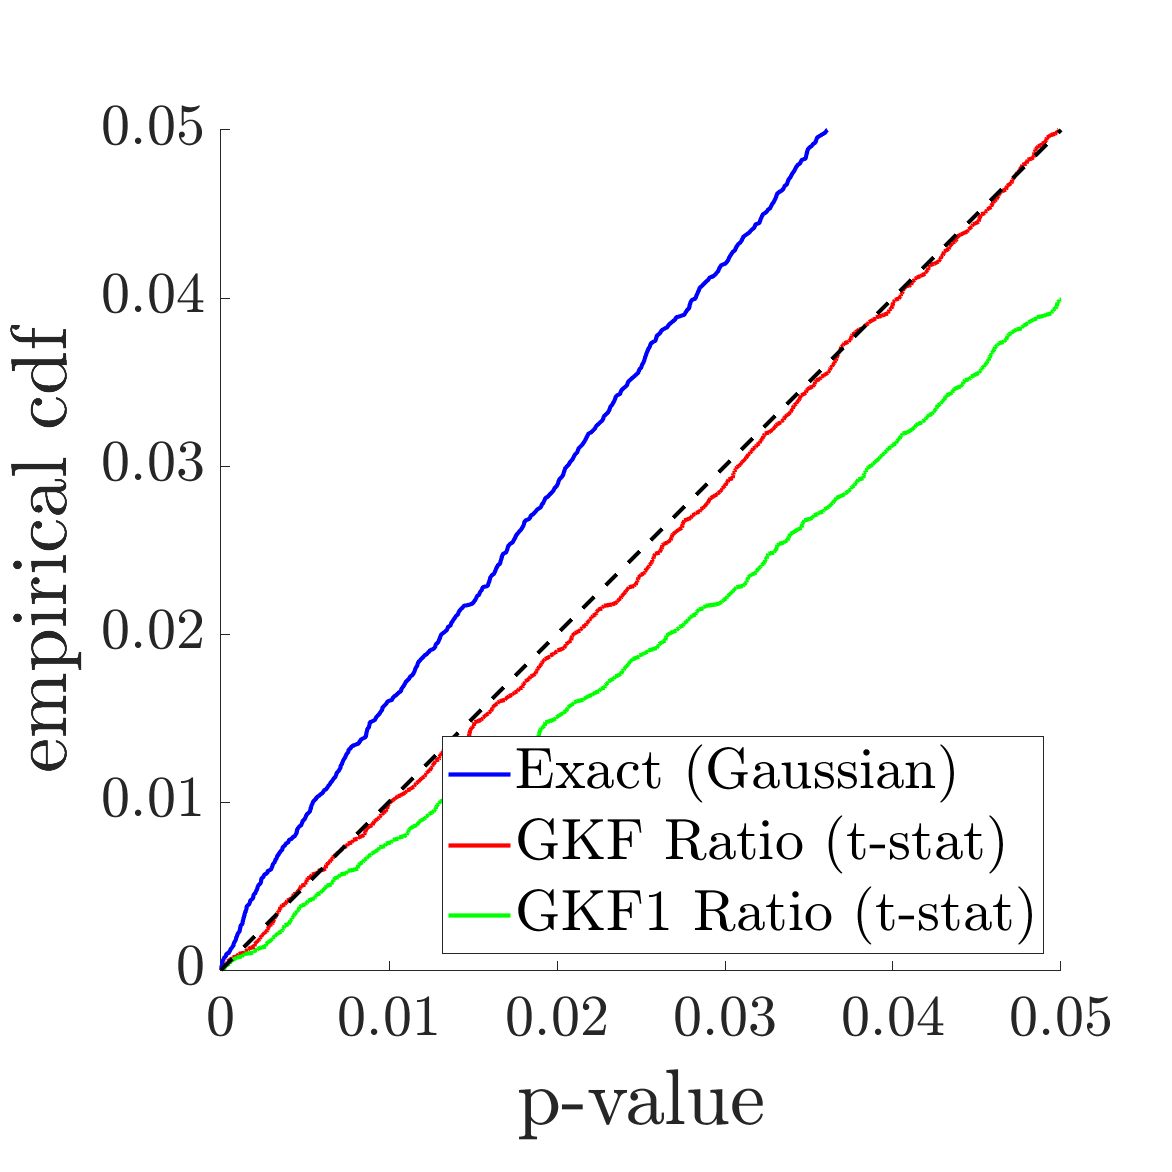 0.05
0.04
0.03
0.02
0.01
0
empirical cdf
Exact (Gaussian)
GKF Ratio (t-stat)
GKF1 Ratio (t-stat)
0 0.01 0.02 0.03 0.04 0.05
p-value